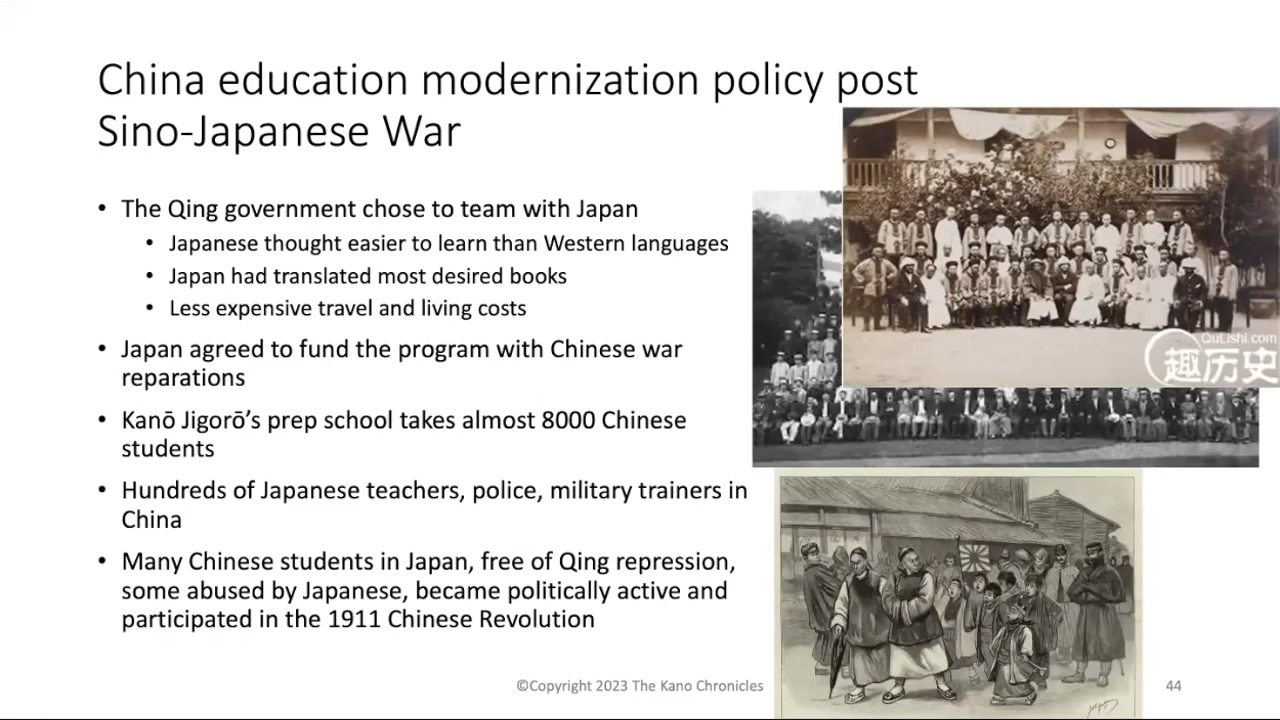 China education modernization policy post
Sino-Japanese War
• The Qing government chose to team with Japan
• Japanese thought easier to learn than Western languages
• Japan had translated most desired books
• Less expensive travel and living costs
• Japan agreed to fund the program with Chinese war
reparations
• Kanō Jigorō’s prep school takes almost 8000 Chinese
students
• Hundreds of Japanese teachers, police, military trainers in
China
• Many Chinese students in Japan, free of Qing repression,
some abused by Japanese, became politically active and
participated in the 1911 Chinese Revolution
QuLishi.com
趣历史
©Copyright 2023 The Kano Chronicles
44